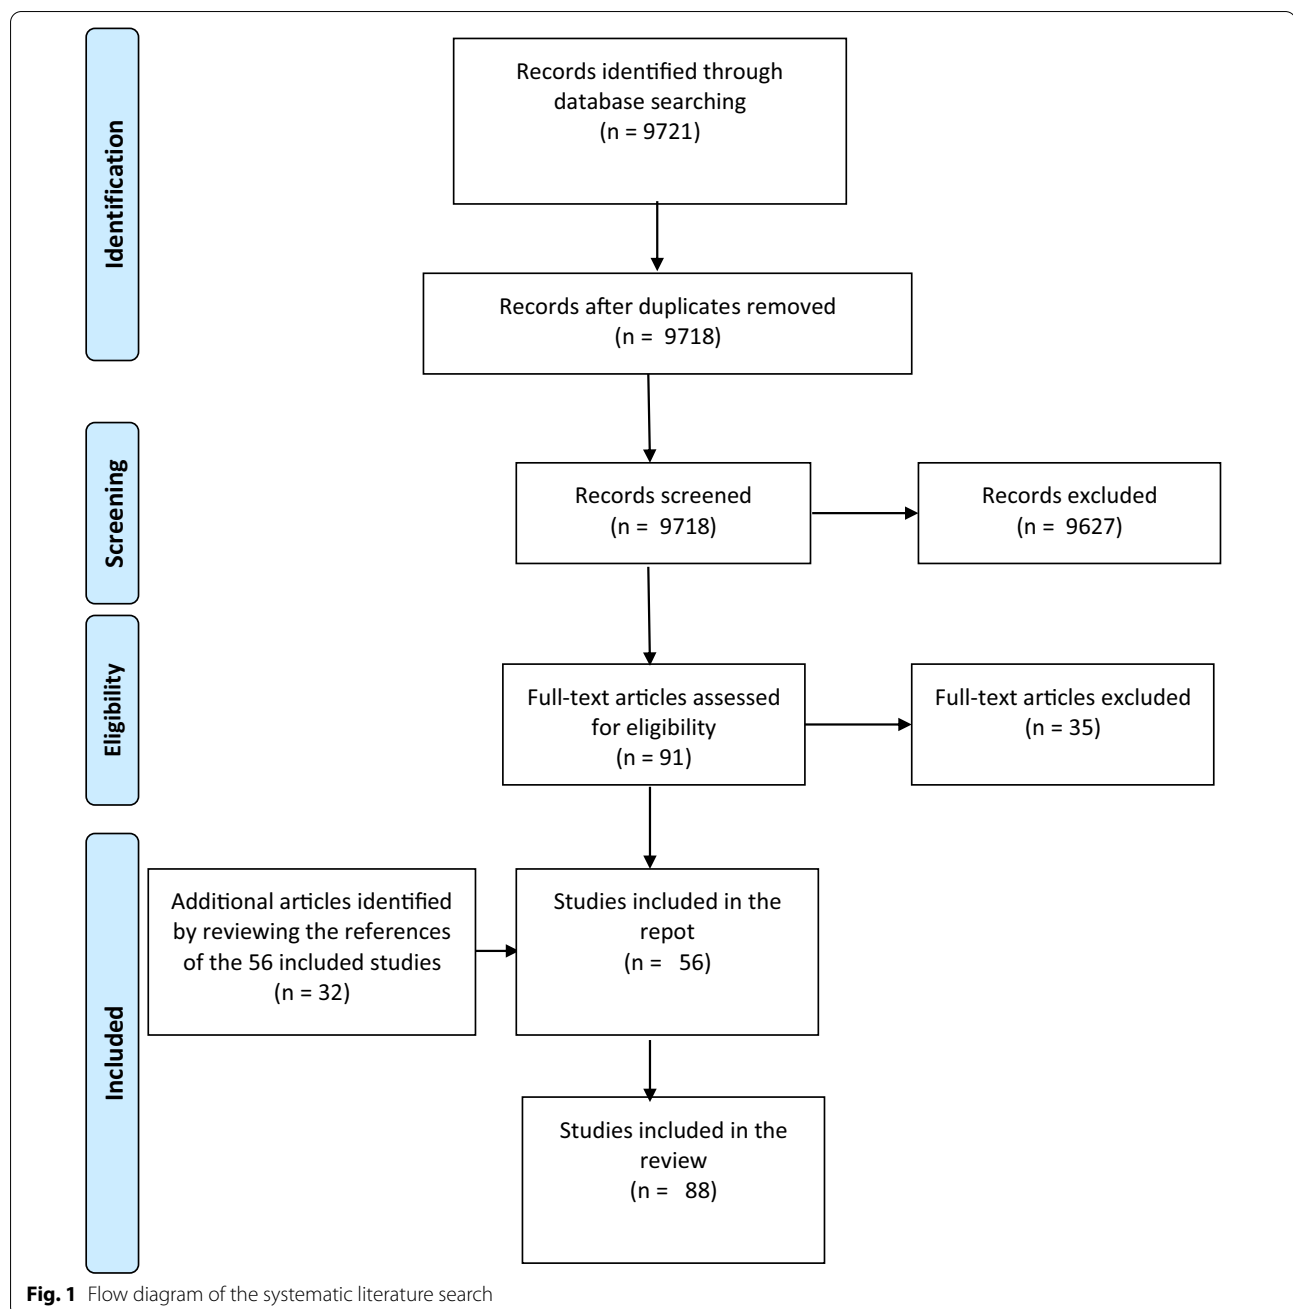 Identification
Records identified through
database searching
(n = 9721)
Records after duplicates removed
(n = 9718)
Screening
Records screened
(n = 9718)
Records excluded
(n = 9627)
Eligibility
Full-text articles assessed
for eligibility
(n = 91)
Full-text articles excluded
(n = 35)
Included
Additional articles identified
by reviewing the references
of the 56 included studies
(n = 32)
Studies included in the
repot
(n = 56)
Studies included in the
review
(n = 88)
Fig. 1 Flow diagram of the systematic literature search